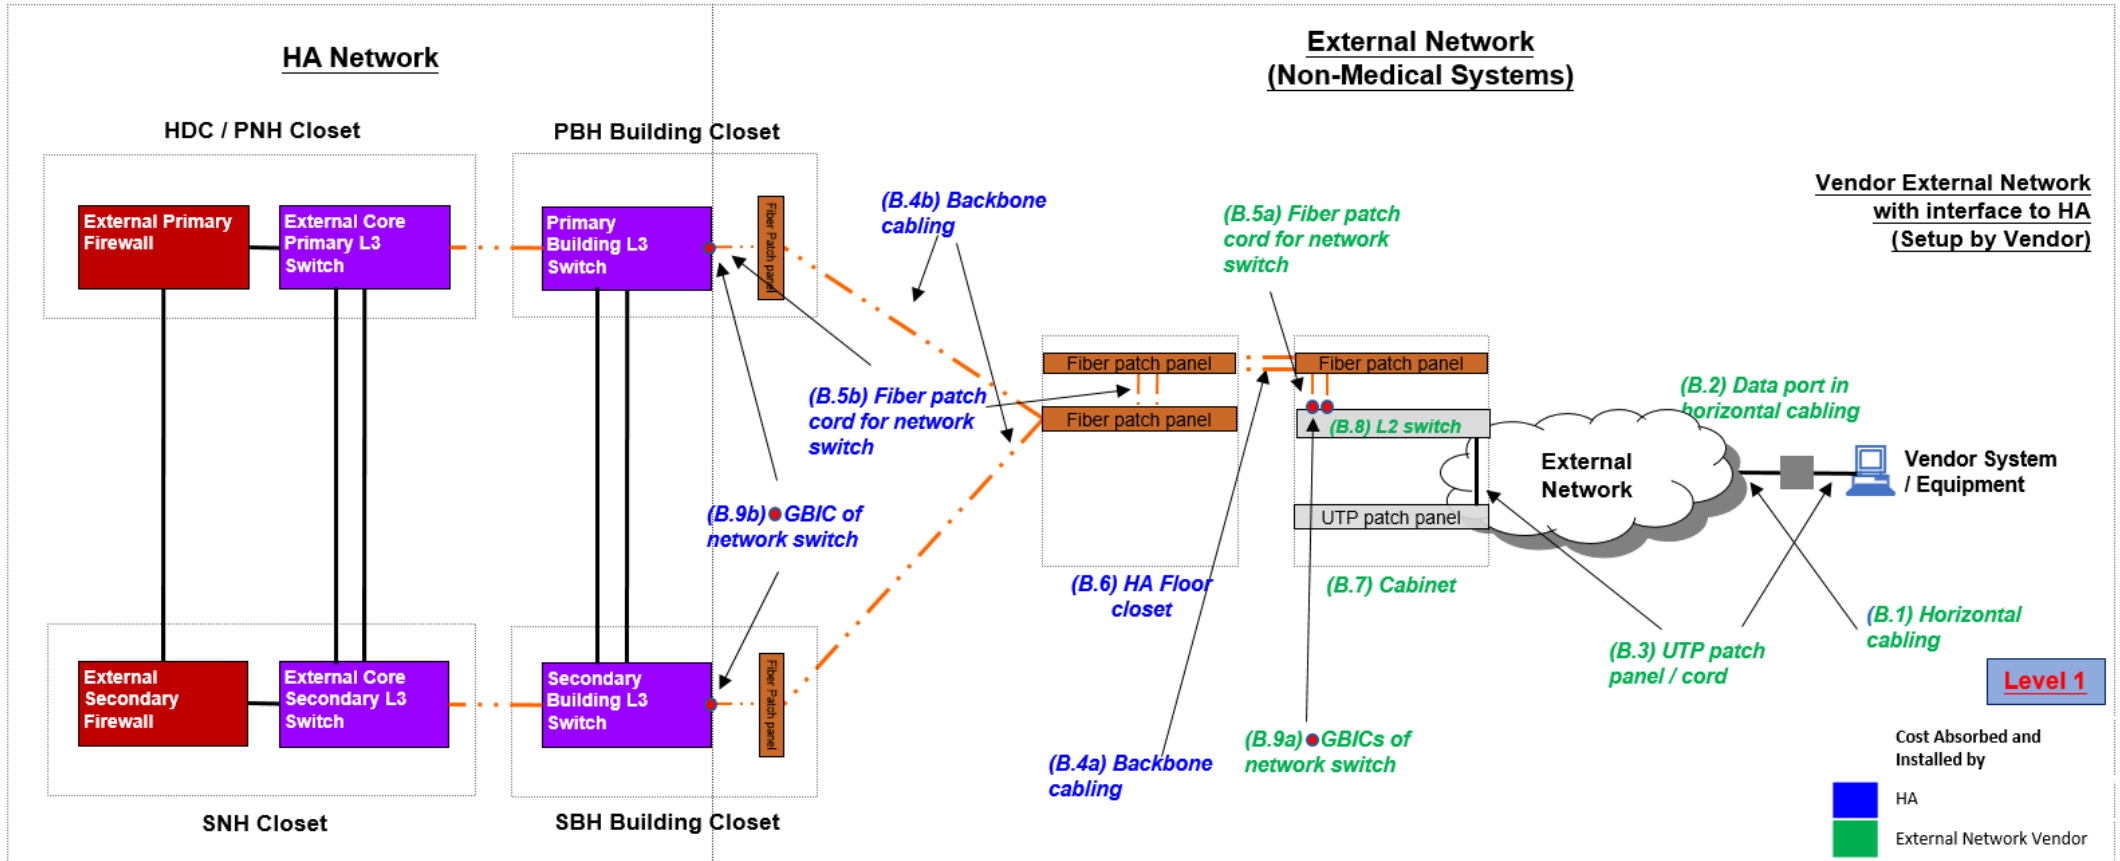 HA Network
External Network
(Non-Medical Systems)
HDC / PNH Closet
PBH Building Closet
External Primary
Firewall
External Core
Primary L3
Switch
Primary
Building L3
Switch
Fiber Patch panel
(B.4b) Backbone
cabling
(B.5a) Fiber patch
cord for network
switch
Vendor External Network
with interface to HA
(Setup by Vendor)
Fiber patch panel
Fiber patch panel
Fiber patch panel
(B.5b) Fiber patch
cord for network
switch
(B.8) L2 switch
(B.2) Data port in
horizontal cabling
External
Network
Vendor System
/ Equipment
UTP patch panel
(B.9b) GBIC of
network switch
(B.6) HA Floor
closet
(B.7) Cabinet
(B.1) Horizontal
cabling
(B.3) UTP patch
panel / cord
External
Secondary
Firewall
External Core
Secondary L3
Switch
Secondary
Building L3
Switch
Fiber Patch panel
Level 1
(B.4a) Backbone
cabling
(B.9a) GBICs of
network switch
SNH Closet
SBH Building Closet
Cost Absorbed and
Installed by
HA
External Network Vendor